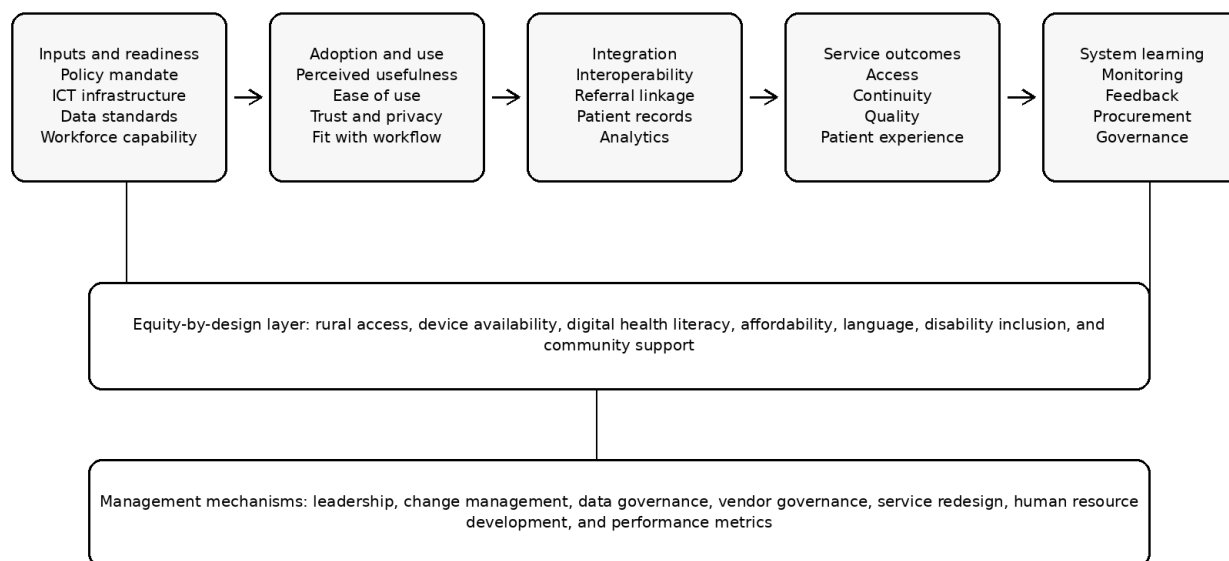 Inputs and readiness
Policy mandate
ICT infrastructure
Data standards
Workforce capability
Adoption and use
Perceived usefulness
Ease of use
Trust and privacy
Fit with workflow
Integration
Interoperability
Referral linkage
Patient records
Analytics
Service outcomes
Access
Continuity
Quality
Patient experience
System learning
Monitoring
Feedback
Procurement
Governance
Equity-by-design layer: rural access, device availability, digital health literacy, affordability, language, disability inclusion, and
community support
Management mechanisms: leadership, change management, data governance, vendor governance, service redesign, human resource
development, and performance metrics